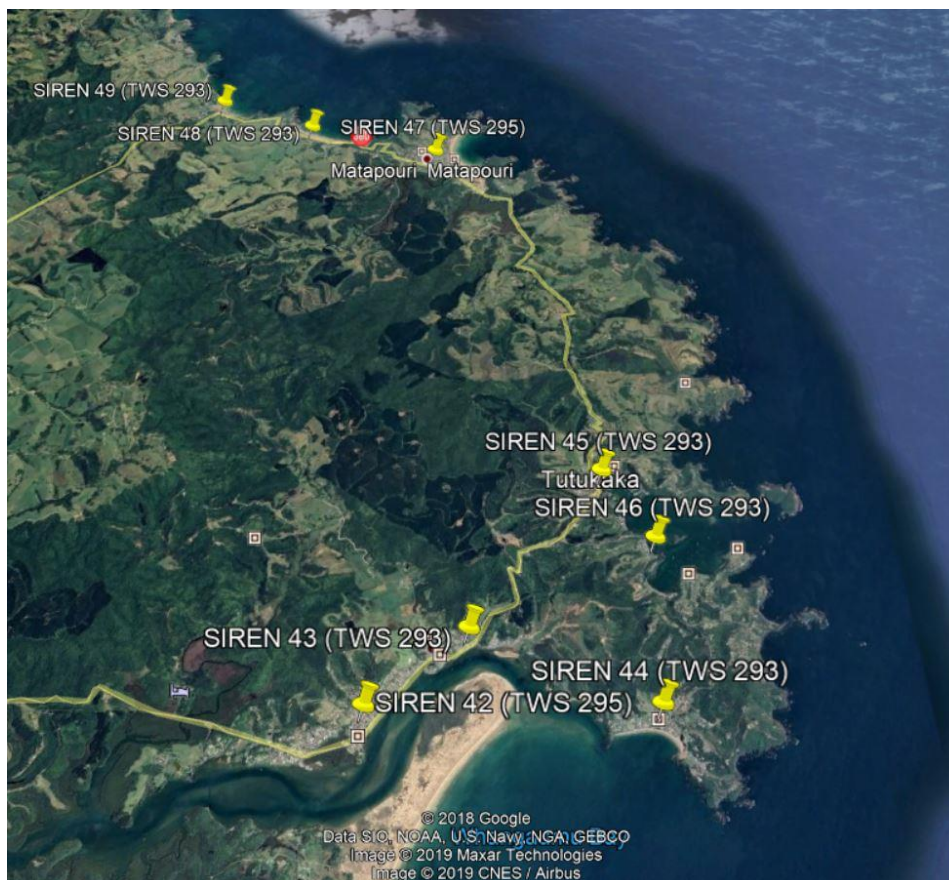 SIREN 49 (TWS 293)
SIREN 48 (TWS 293)
SIREN 47 (TWS 295)
Matapouri Matapouri
SIREN 45 (TWS 293)
Tutukaka
SIREN 46 (TWS 293)
SIREN 43 (TWS 293)
SIREN 44 (TWS 293)
SIREN 42 (TWS 295)
© 2018 Google
Data SIO, NOAA, U.S. Navy, NGA, GEBCO
Image © 2019 Maxar Technologies
Image © 2019 CNES / Airbus